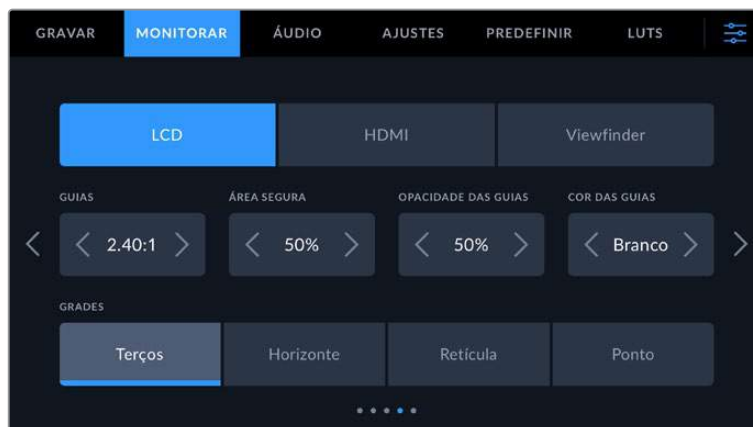 GRAVAR MONITORAR ÁUDIO AJUSTES PREDEFINIR LUTS
LCD HDMI Viewfinder
GUIAS ÁREA SEGURA OPACIDADE DAS GUIAS COR DAS GUIAS
2.40:1 50% 50% Branco
GRADES
Terços Horizonte Retícula Ponto